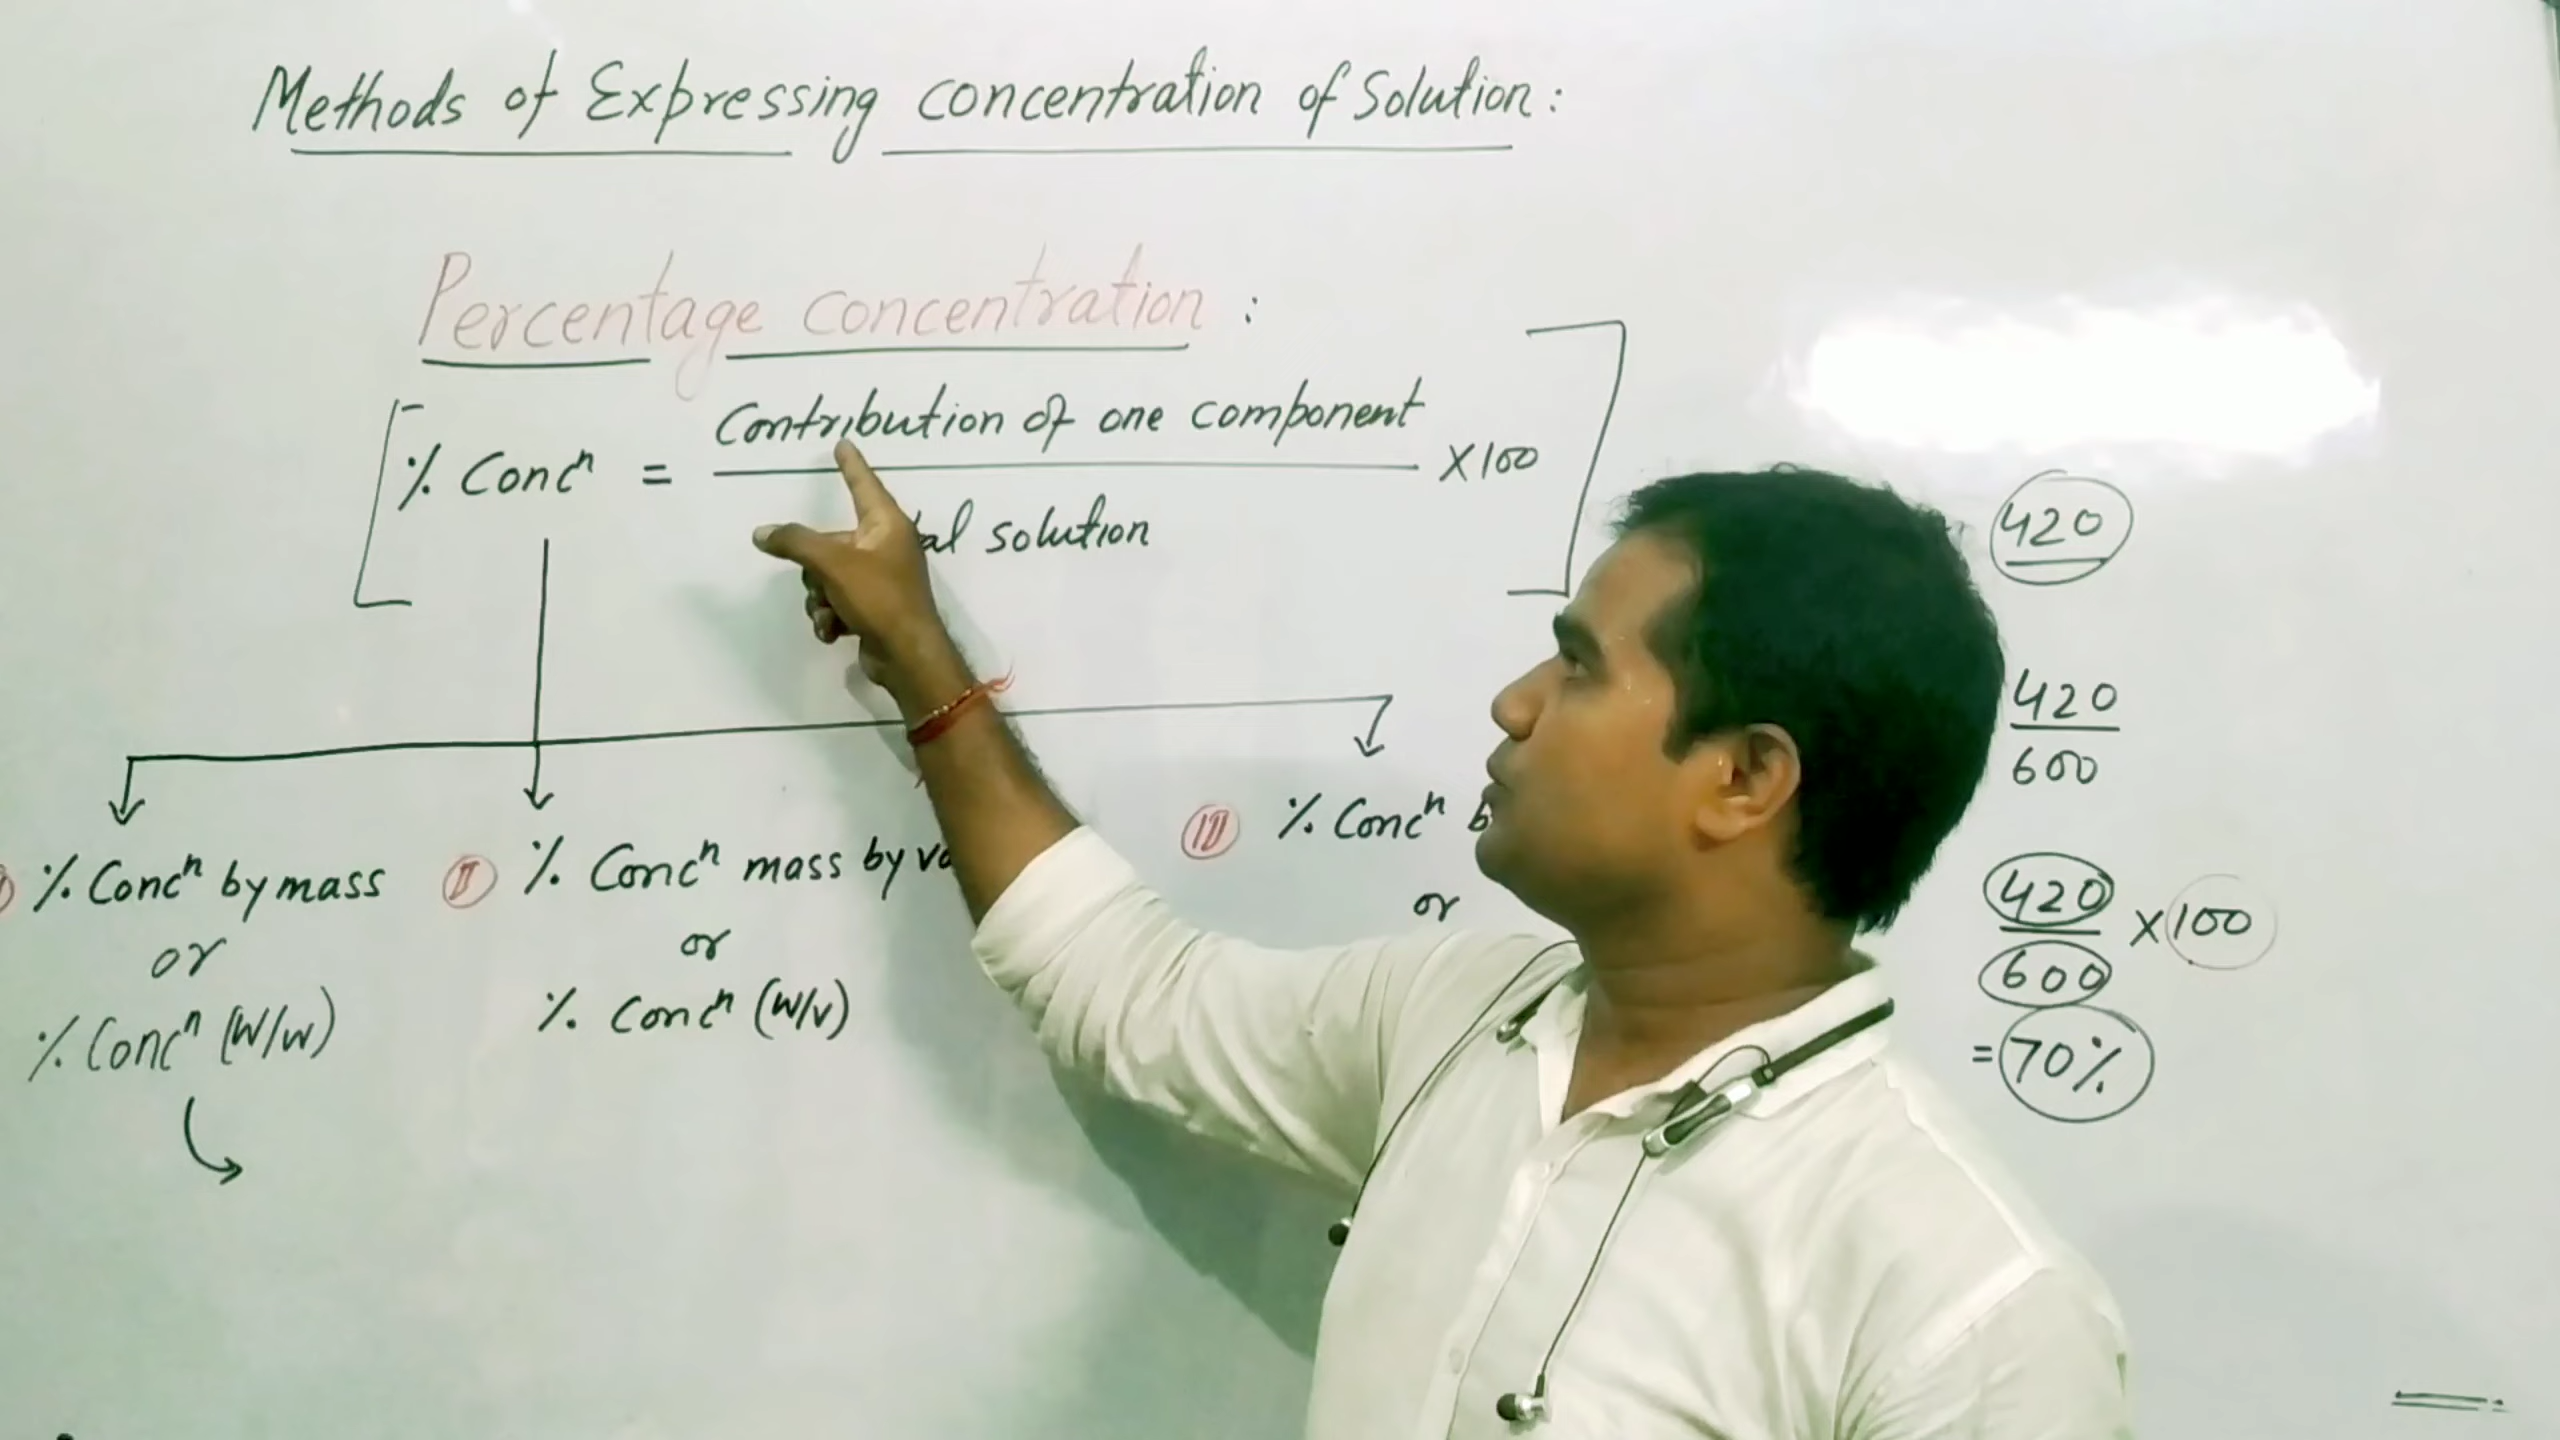 Methods of Expressing concentration of Solution:
Percentage concentration:
% Concⁿ = Contribution of one component
solution
X100
% Concⁿ by mass
or
% Concⁿ (W/w)
II % Concⁿ mass by
or
% Concⁿ (W/v)
III % Concⁿ
or
420
420
600
420
600
X 100
= 70%